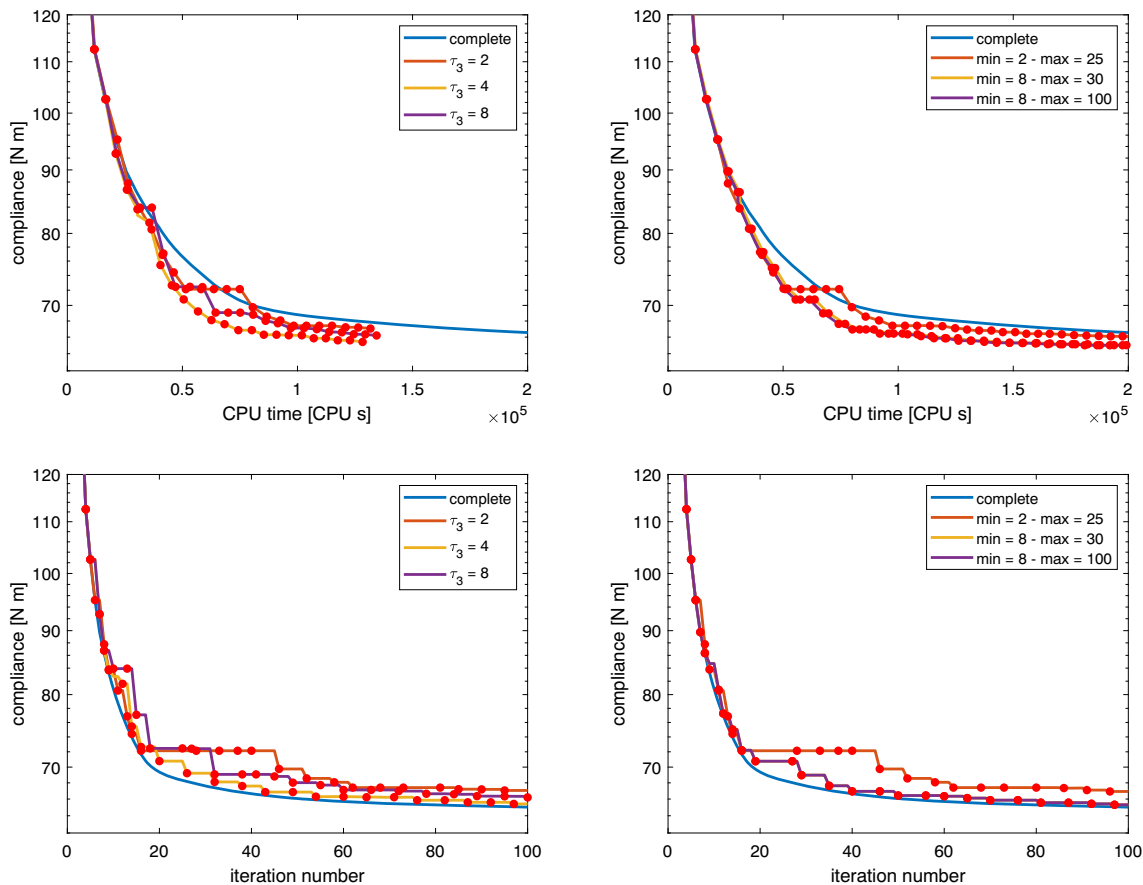 120
110
100
90
80
70
compliance [N m]
0
0.5
1
1.5
2
×10⁵
CPU time [CPU s]
complete
τ₃ = 2
τ₃ = 4
τ₃ = 8
120
110
100
90
80
70
compliance [N m]
0
0.5
1
1.5
2
×10⁵
CPU time [CPU s]
complete
min = 2 - max = 25
min = 8 - max = 30
min = 8 - max = 100
120
110
100
90
80
70
compliance [N m]
0
20
40
60
80
100
iteration number
complete
τ₃ = 2
τ₃ = 4
τ₃ = 8
120
110
100
90
80
70
compliance [N m]
0
20
40
60
80
100
iteration number
complete
min = 2 - max = 25
min = 8 - max = 30
min = 8 - max = 100